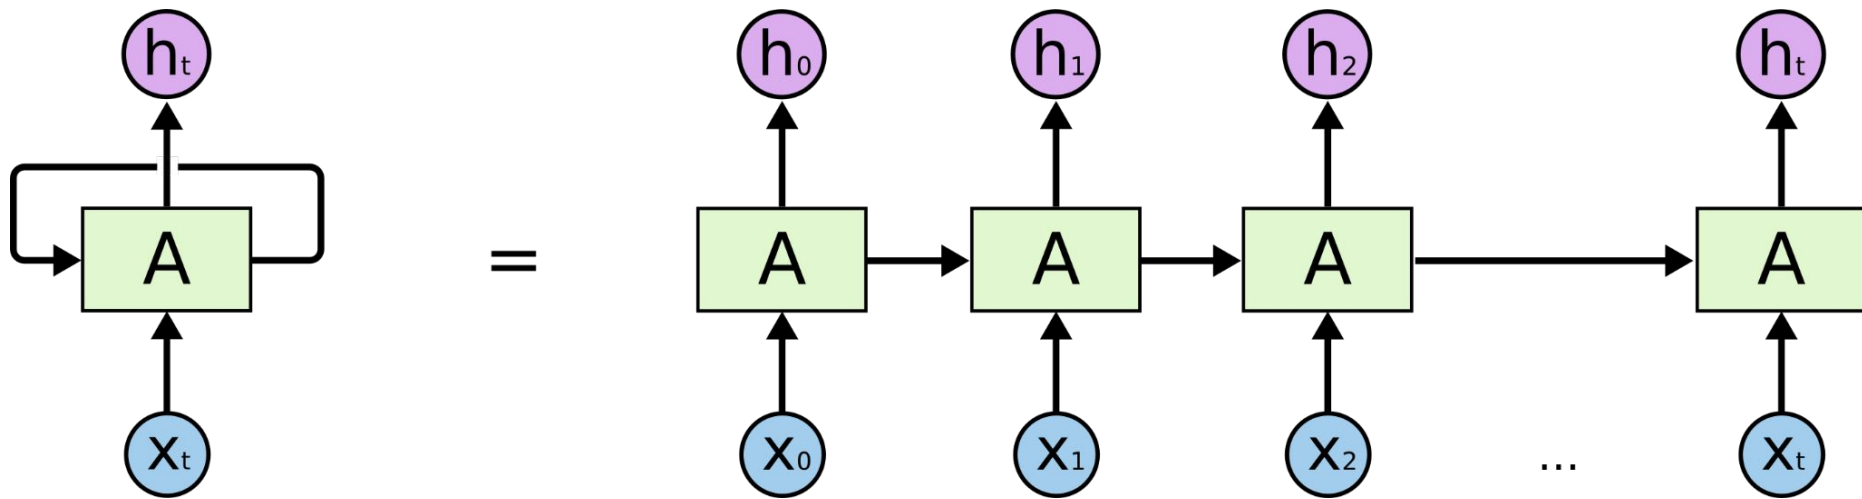 hₜ h₀ h₁ h₂ hₜ
A = A A A A
xₜ x₀ x₁ x₂ ... xₜ